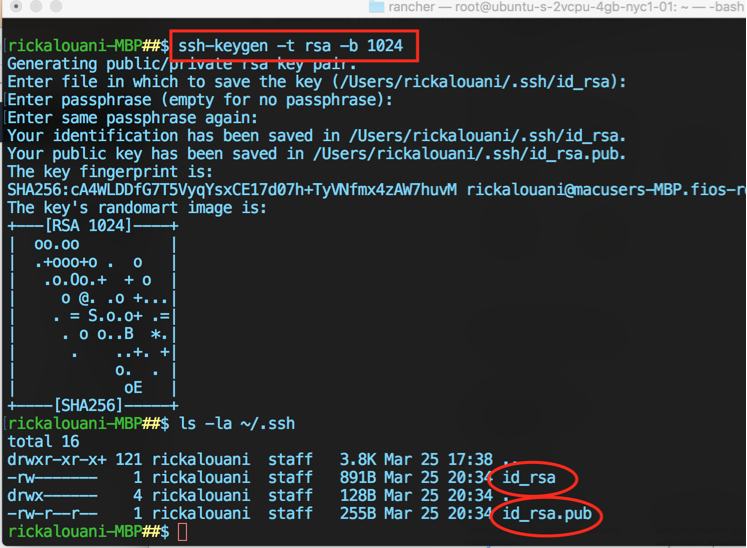 rancher — root@ubuntu-s-2vcpu-4gb-nyc1-01: ~ — -bash
[rickalouani-MBP##$ ssh-keygen -t rsa -b 1024
Generating public/private rsa key pair.
Enter file in which to save the key (/Users/rickalouani/.ssh/id_rsa):
[Enter passphrase (empty for no passphrase):
[Enter same passphrase again:
Your identification has been saved in /Users/rickalouani/.ssh/id_rsa.
Your public key has been saved in /Users/rickalouani/.ssh/id_rsa.pub.
The key fingerprint is:
SHA256:cA4WLDDfG7T5VyqYsxCE17d07h+TyVNfmx4zAW7huvM rickalouani@macusers-MBP.fios-r
The key's randomart image is:
+---[RSA 1024]----+
|  oo.oo          |
|  .+ooo+o .  o   |
|   .o.Oo.+  + o  |
|     o @. .o +...|
|    . = S.o.o+ .=|
|     . o o..B  *.|
|      .    ..+. +|
|           o.  . |
|            oE   |
+----[SHA256]-----+
[rickalouani-MBP##$ ls -la ~/.ssh
total 16
drwxr-xr-x+ 121 rickalouani  staff   3.8K Mar 25 17:38 ..
-rw-------    1 rickalouani  staff   891B Mar 25 20:34 id_rsa
drwx------    4 rickalouani  staff   128B Mar 25 20:34 .
-rw-r--r--    1 rickalouani  staff   255B Mar 25 20:34 id_rsa.pub
rickalouani-MBP##$